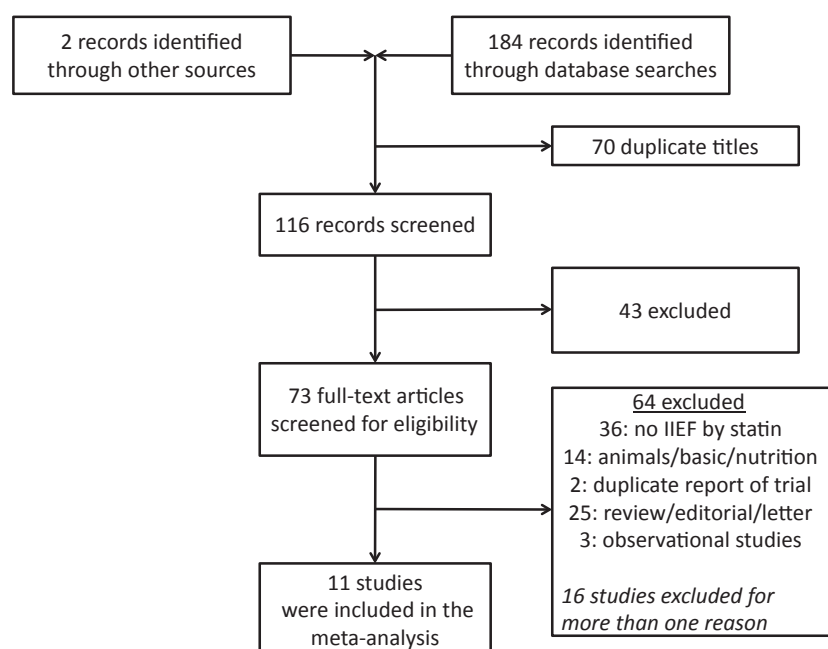 2 records identified
through other sources
184 records identified
through database searches
70 duplicate titles
116 records screened
43 excluded
73 full-text articles
screened for eligibility
64 excluded
36: no IIEF by statin
14: animals/basic/nutrition
2: duplicate report of trial
25: review/editorial/letter
3: observational studies
16 studies excluded for
more than one reason
11 studies
were included in the
meta-analysis